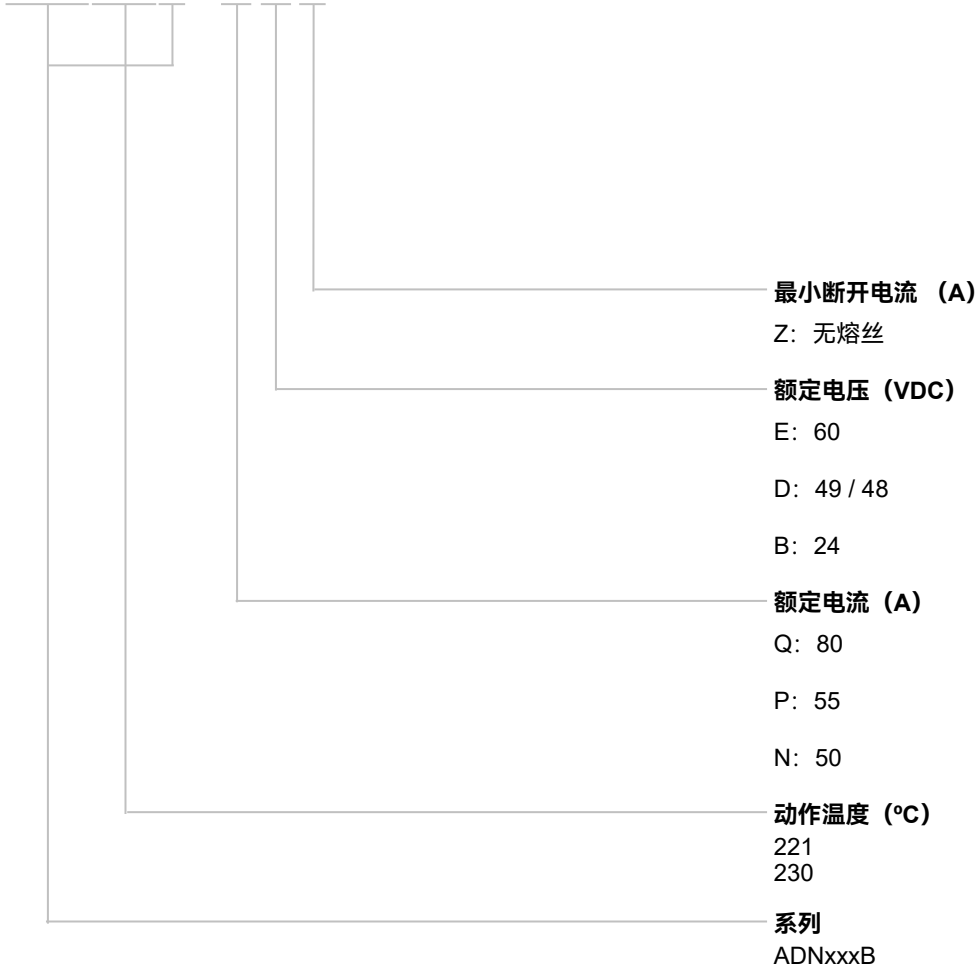 最小断开电流 （A）
Z：无熔丝
额定电压（VDC）
E：60
D：49 / 48
B：24
额定电流（A）
Q：80
P：55
N：50
动作温度（ºC）
221
230
系列
ADNxxxB